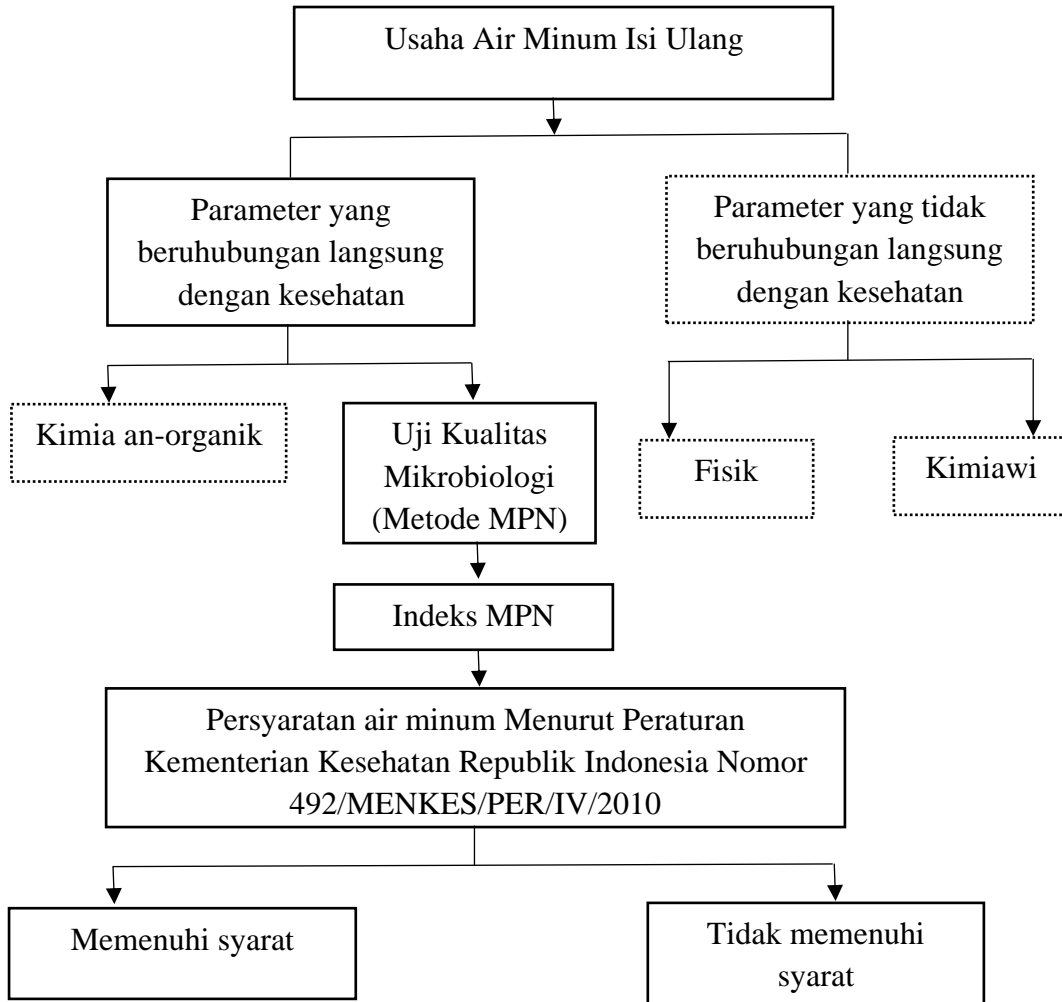 Usaha Air Minum Isi Ulang
Parameter yang
beruhubungan langsung
dengan kesehatan
Parameter yang tidak
beruhubungan langsung
dengan kesehatan
Kimia an-organik
Uji Kualitas
Mikrobiologi
(Metode MPN)
Fisik
Kimiawi
Indeks MPN
Persyaratan air minum Menurut Peraturan
Kementerian Kesehatan Republik Indonesia Nomor
492/MENKES/PER/IV/2010
Memenuhi syarat
Tidak memenuhi
syarat